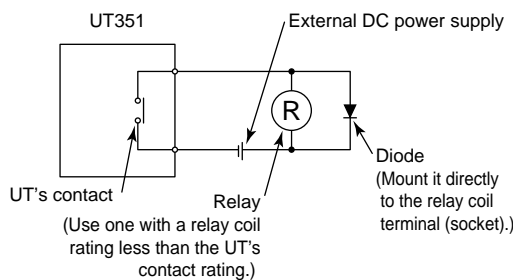 UT351
External DC power supply
R
UT's contact
Relay
(Use one with a relay coil
rating less than the UT's
contact rating.)
Diode
(Mount it directly
to the relay coil
terminal (socket).)